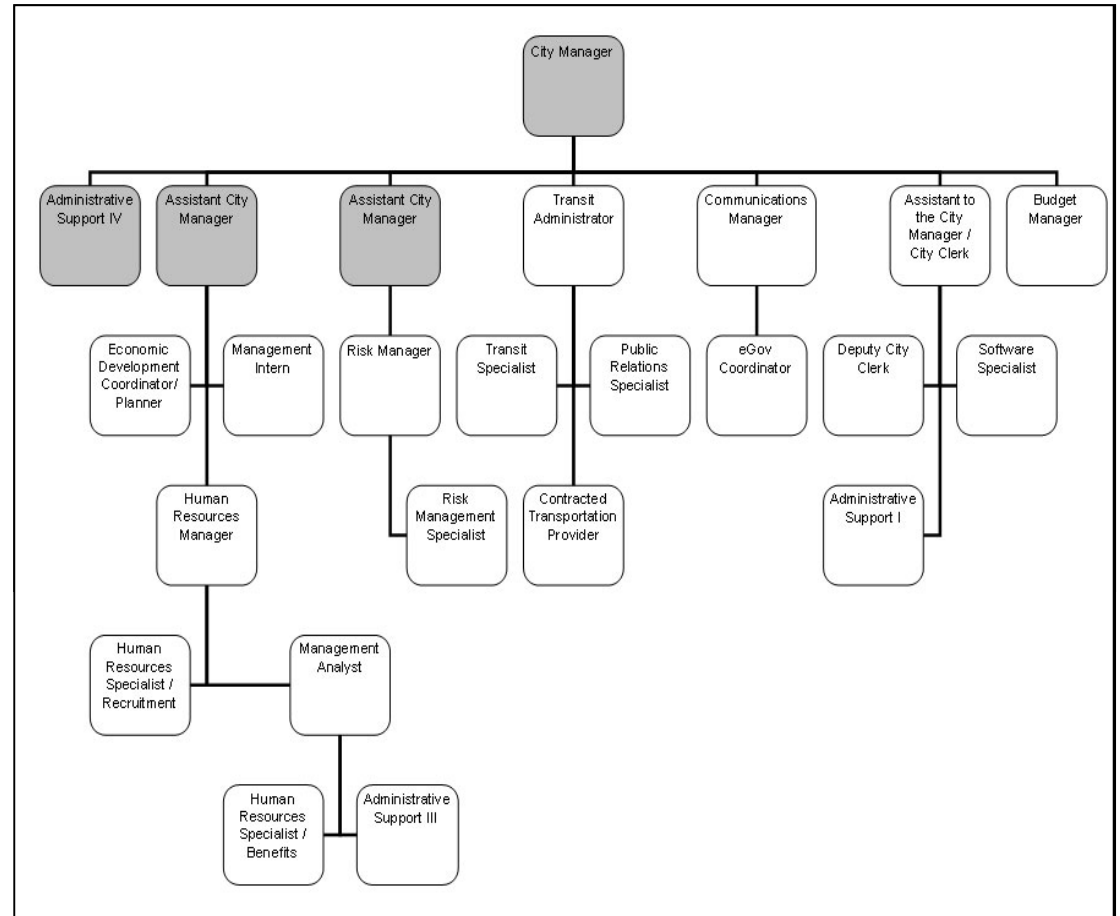 City Manager
Administrative
Support IV
Assistant City
Manager
Assistant City
Manager
Transit
Administrator
Communications
Manager
Assistant to
the City
Manager /
City Clerk
Budget
Manager
Economic
Development
Coordinator/
Planner
Management
Intern
Risk Manager
Transit
Specialist
Public
Relations
Specialist
eGov
Coordinator
Deputy City
Clerk
Software
Specialist
Human
Resources
Manager
Risk
Management
Specialist
Contracted
Transportation
Provider
Administrative
Support I
Human
Resources
Specialist /
Recruitment
Management
Analyst
Human
Resources
Specialist /
Benefits
Administrative
Support III